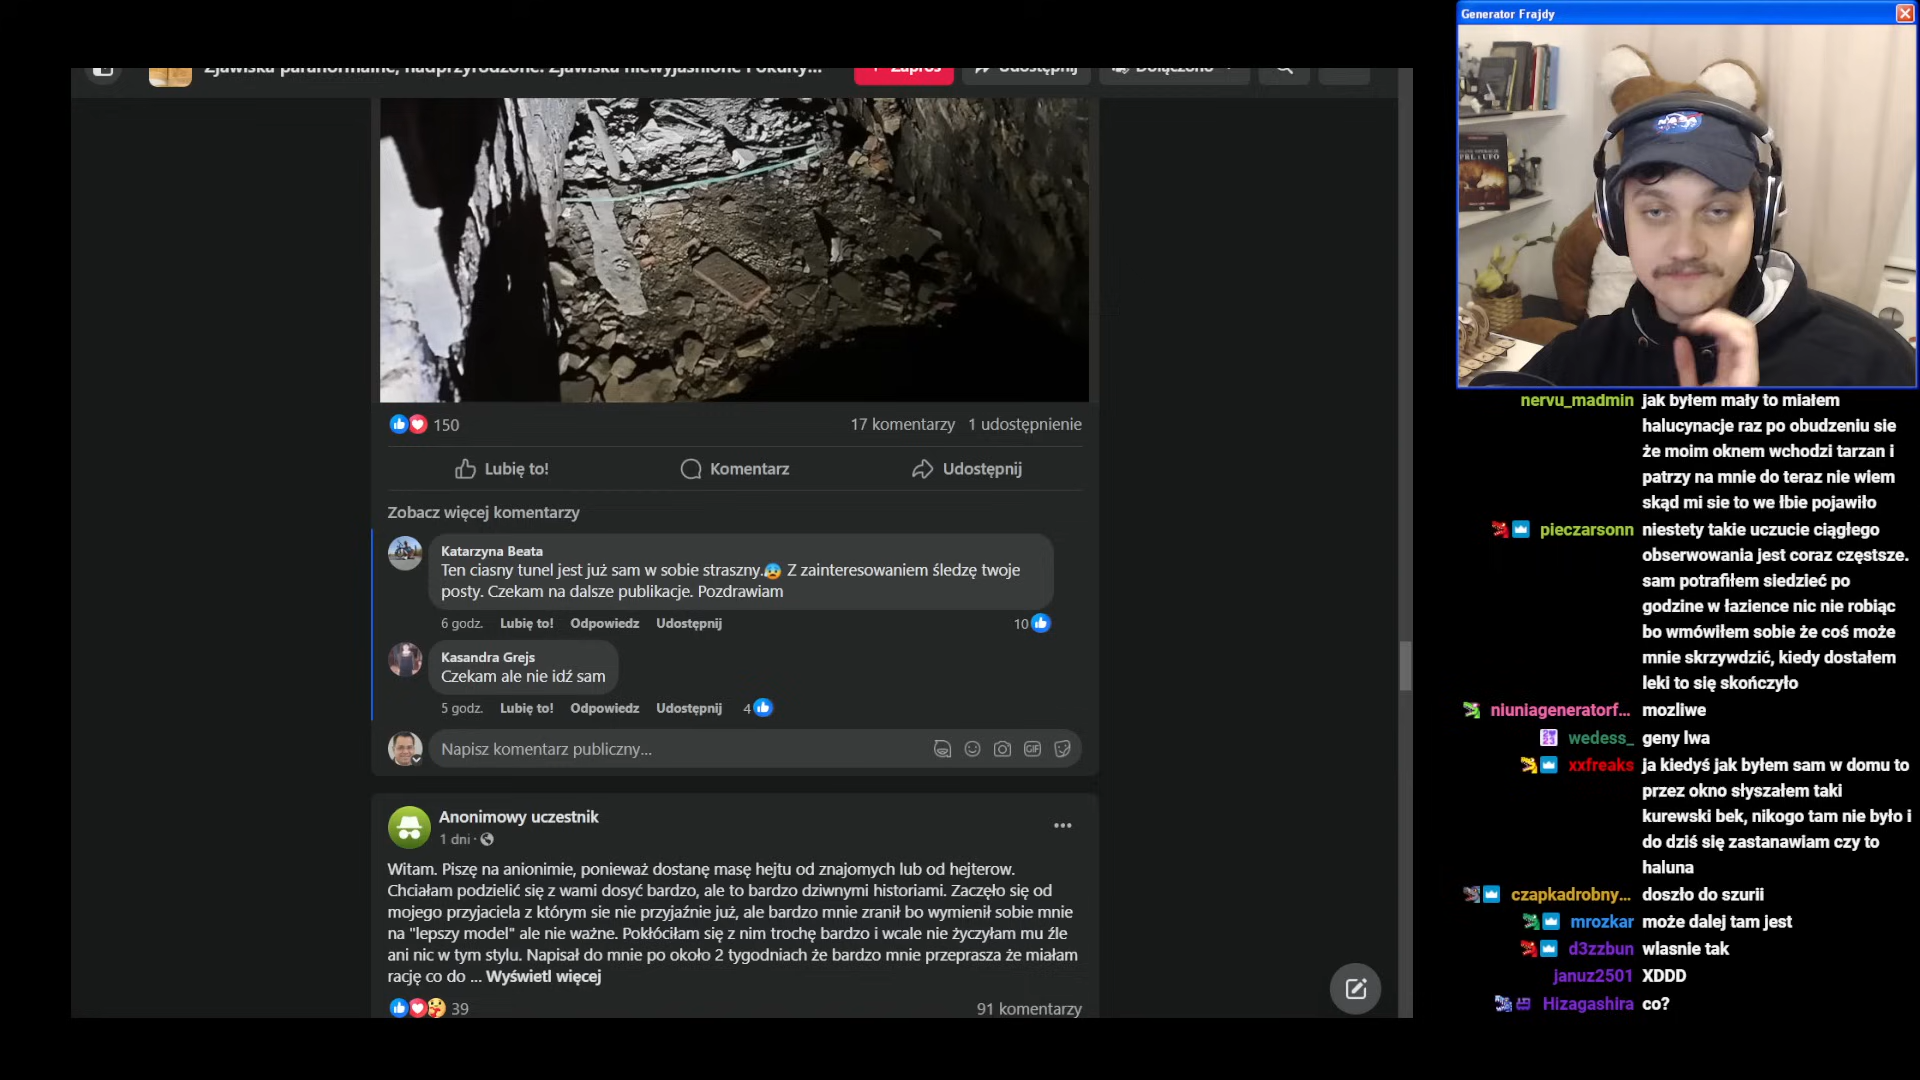 Generator Frajdy
Zjawiska paranormalne, nadprzyrodzone. Zjawiska niewyjaśnione i okulty...
+ Zaproś
Udostępnij
Dołączono
NASA
PRL a UFO
150
17 komentarzy
1 udostępnienie
Lubię to!
Komentarz
Udostępnij
Zobacz więcej komentarzy
Katarzyna Beata
Ten ciasny tunel jest już sam w sobie straszny.😰 Z zainteresowaniem śledzę twoje
posty. Czekam na dalsze publikacje. Pozdrawiam
6 godz. Lubię to! Odpowiedz Udostępnij 10
Kasandra Grejs
Czekam ale nie idź sam
5 godz. Lubię to! Odpowiedz Udostępnij 4
Napisz komentarz publiczny...
GIF
Anonimowy uczestnik
1 dni ·
Witam. Piszę na anionimie, ponieważ dostanę masę hejtu od znajomych lub od hejterow.
Chciałam podzielić się z wami dosyć bardzo, ale to bardzo dziwnymi historiami. Zaczęło się od
mojego przyjaciela z którym sie nie przyjaźnie już, ale bardzo mnie zranił bo wymienił sobie mnie
na "lepszy model" ale nie ważne. Pokłóciłam się z nim trochę bardzo i wcale nie życzyłam mu źle
ani nic w tym stylu. Napisał do mnie po około 2 tygodniach że bardzo mnie przeprasza że miałam
rację co do ... Wyświetl więcej
39
91 komentarzy
nervu_madmin jak byłem mały to miałem
halucynacje raz po obudzeniu sie
że moim oknem wchodzi tarzan i
patrzy na mnie do teraz nie wiem
skąd mi sie to we łbie pojawiło
pieczarsonn niestety takie uczucie ciągłego
obserwowania jest coraz częstsze.
sam potrafiłem siedzieć po
godzine w łazience nic nie robiąc
bo wmówiłem sobie że coś może
mnie skrzywdzić, kiedy dostałem
leki to się skończyło
niuniageneratorf... mozliwe
wedess_ geny lwa
xxfreaks ja kiedyś jak byłem sam w domu to
przez okno słyszałem taki
kurewski bek, nikogo tam nie było i
do dziś się zastanawiam czy to
haluna
czapkadrobny... doszło do szurii
mrozkar może dalej tam jest
d3zzbun wlasnie tak
januz2501 XDDD
Hizagashira co?